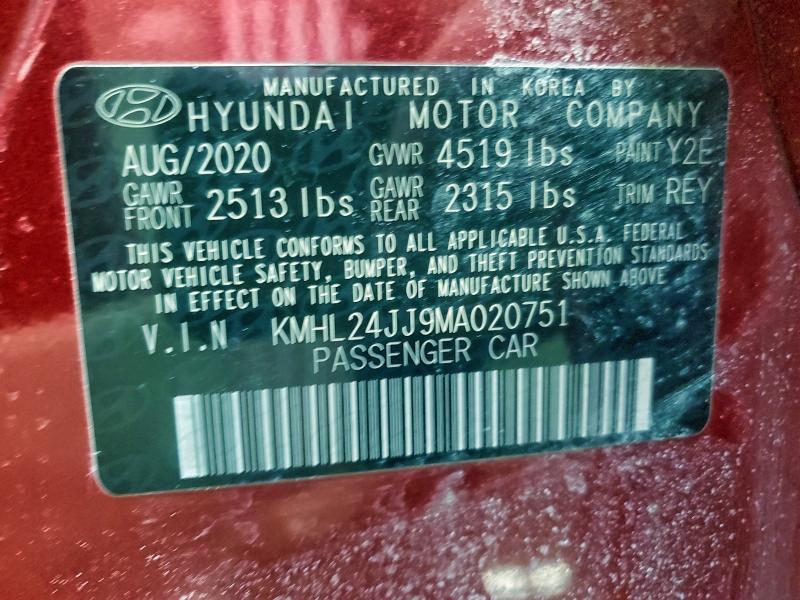 MANUFACTURED IN KOREA BY
HYUNDAI MOTOR COMPANY
AUG/2020 GVWR 4519 lbs PAINT Y2E
GAWR FRONT 2513 lbs GAWR REAR 2315 lbs TRIM REY
THIS VEHICLE CONFORMS TO ALL APPLICABLE U.S.A. FEDERAL
MOTOR VEHICLE SAFETY, BUMPER, AND THEFT PREVENTION STANDARDS
IN EFFECT ON THE DATE OF MANUFACTURE SHOWN ABOVE
V.I.N KMHL24JJ9MA020751
PASSENGER CAR